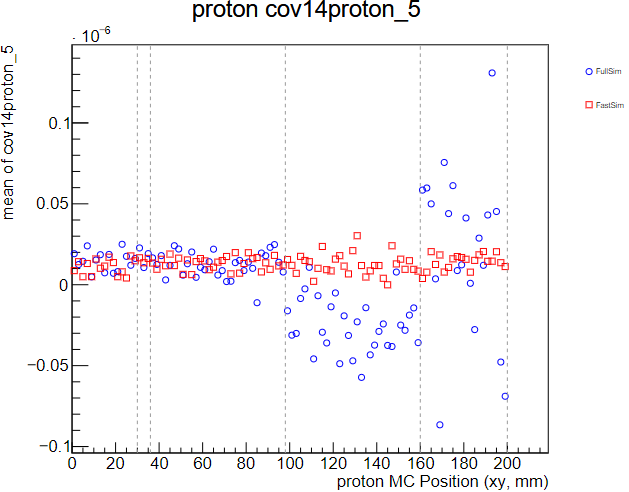 proton cov14proton_5
· 10⁻⁶
mean of cov14proton_5
0.1
0.05
0
−0.05
−0.1
0 20 40 60 80 100 120 140 160 180 200
proton MC Position (xy, mm)
FullSim
FastSim